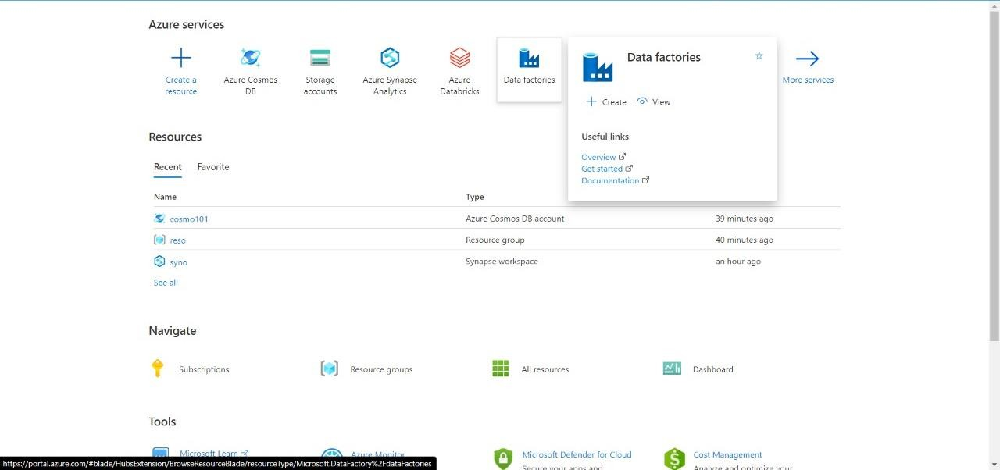 Azure services
Create a resource
Azure Cosmos DB
Storage accounts
Azure Synapse Analytics
Azure Databricks
Data factories
More services
Data factories
Create View
Useful links
Overview
Get started
Documentation
Resources
Recent Favorite
Name Type
cosmo101 Azure Cosmos DB account 39 minutes ago
reso Resource group 40 minutes ago
syno Synapse workspace an hour ago
See all
Navigate
Subscriptions Resource groups All resources Dashboard
Tools
Microsoft Learn Azure Monitor Microsoft Defender for Cloud Cost Management
Secure your apps and Analyze and optimize your
https://portal.azure.com/#blade/HubsExtension/BrowseResourceBlade/resourceType/Microsoft.DataFactory%2FdataFactories